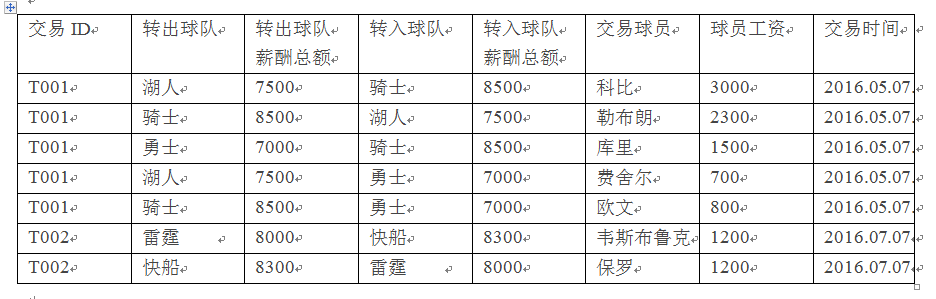 交易 ID 转出球队 转出球队薪酬总额 转入球队 转入球队薪酬总额 交易球员 球员工资 交易时间
T001 湖人 7500 骑士 8500 科比 3000 2016.05.07
T001 骑士 8500 湖人 7500 勒布朗 2300 2016.05.07
T001 勇士 7000 骑士 8500 库里 1500 2016.05.07
T001 湖人 7500 勇士 7000 费舍尔 700 2016.05.07
T001 骑士 8500 勇士 7000 欧文 800 2016.05.07
T002 雷霆 8000 快船 8300 韦斯布鲁克 1200 2016.07.07
T002 快船 8300 雷霆 8000 保罗 1200 2016.07.07